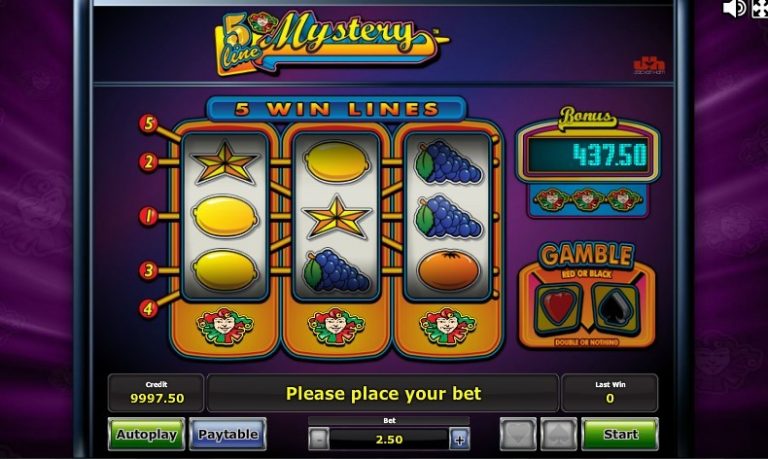 5 line Mystery
5 WIN LINES
Bonus
437.50
5
2
1
3
4
GAMBLE
RED OR BLACK
DOUBLE OR NOTHING
Credit
9997.50
Please place your bet
Last Win
0
Autoplay
Paytable
Bet
- 2.50 +
Start